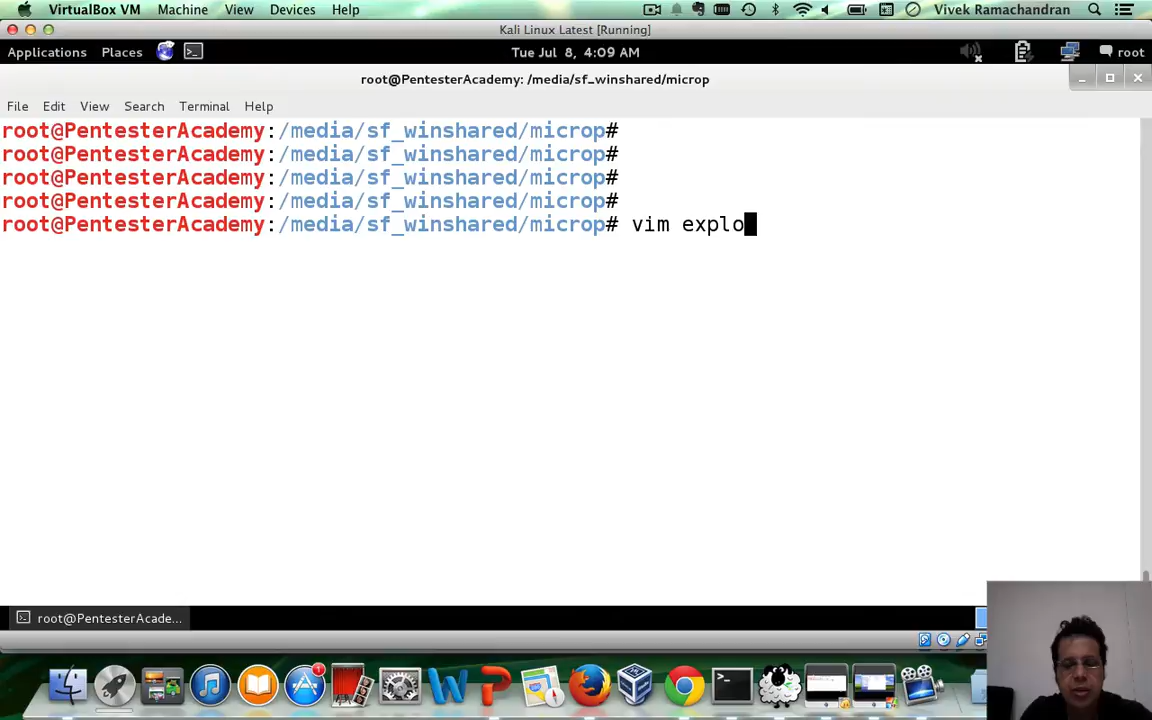 VirtualBox VM Machine View Devices Help Vivek Ramachandran
Kali Linux Latest [Running]
Applications Places Tue Jul 8, 4:09 AM root
root@PentesterAcademy: /media/sf_winshared/microp
File Edit View Search Terminal Help
root@PentesterAcademy:/media/sf_winshared/microp#
root@PentesterAcademy:/media/sf_winshared/microp#
root@PentesterAcademy:/media/sf_winshared/microp#
root@PentesterAcademy:/media/sf_winshared/microp#
root@PentesterAcademy:/media/sf_winshared/microp# vim explo
root@PentesterAcade...
1